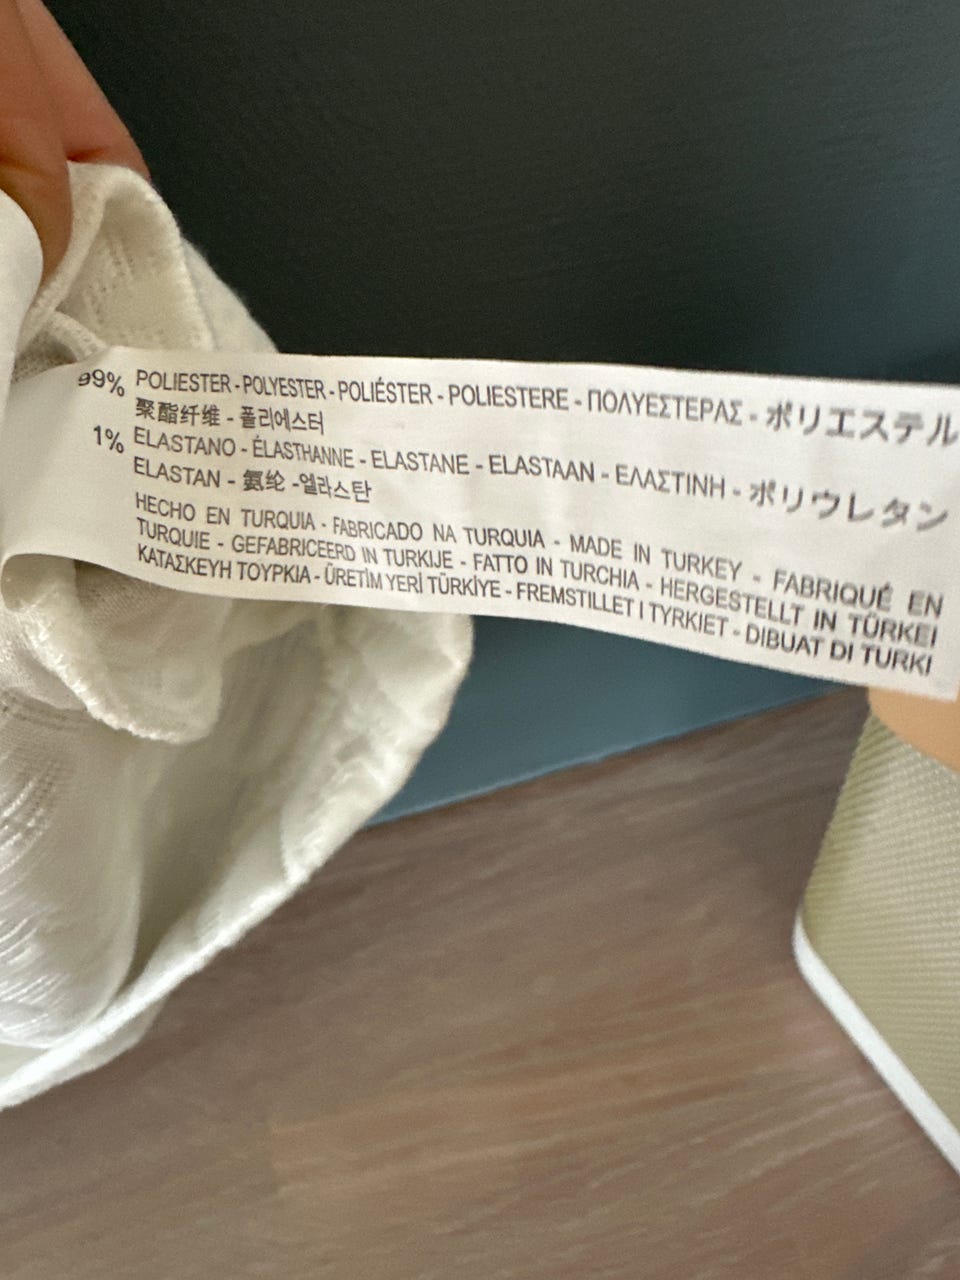 99% POLIESTER - POLYESTER - POLIÉSTER - POLIESTERE - ΠΟΛΥΕΣΤΕΡΑΣ - ポリエステル
聚酯纤维 - 폴리에스터
1% ELASTANO - ÉLASTHANNE - ELASTANE - ELASTAAN - ΕΛΑΣΤΙΝΗ - ポリウレタン
ELASTAN - 氨纶 -엘라스탄
HECHO EN TURQUIA - FABRICADO NA TURQUIA - MADE IN TURKEY - FABRIQUÉ EN
TURQUIE - GEFABRICEERD IN TURKIJE - FATTO IN TURCHIA - HERGESTELLT IN TÜRKEI
ΚΑΤΑΣΚΕΥΗ ΤΟΥΡΚΙΑ - ÜRETİM YERİ TÜRKİYE - FREMSTILLET I TYRKIET - DIBUAT DI TURKI